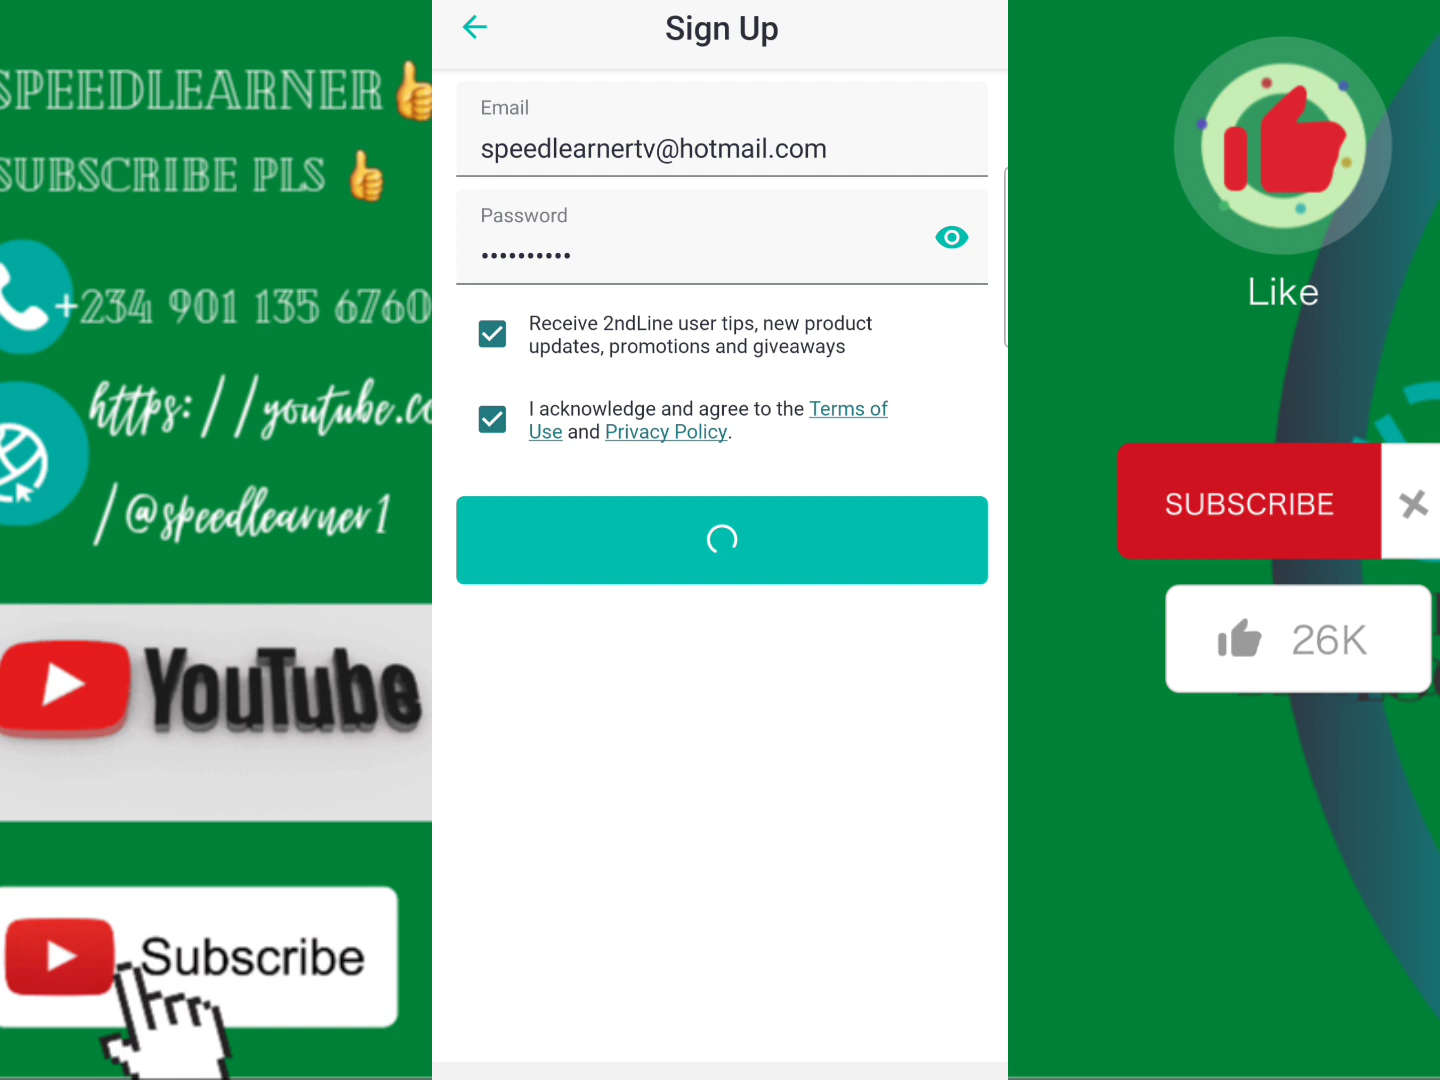 SPEEDLEARNER
SUBSCRIBE PLS
+234 901 135 6760
https://youtube.co
/@speedlearner1
YouTube
Subscribe
Sign Up
Email
speedlearnertv@hotmail.com
Password
••••••••••
Receive 2ndLine user tips, new product
updates, promotions and giveaways
I acknowledge and agree to the Terms of
Use and Privacy Policy.
Like
SUBSCRIBE
26K